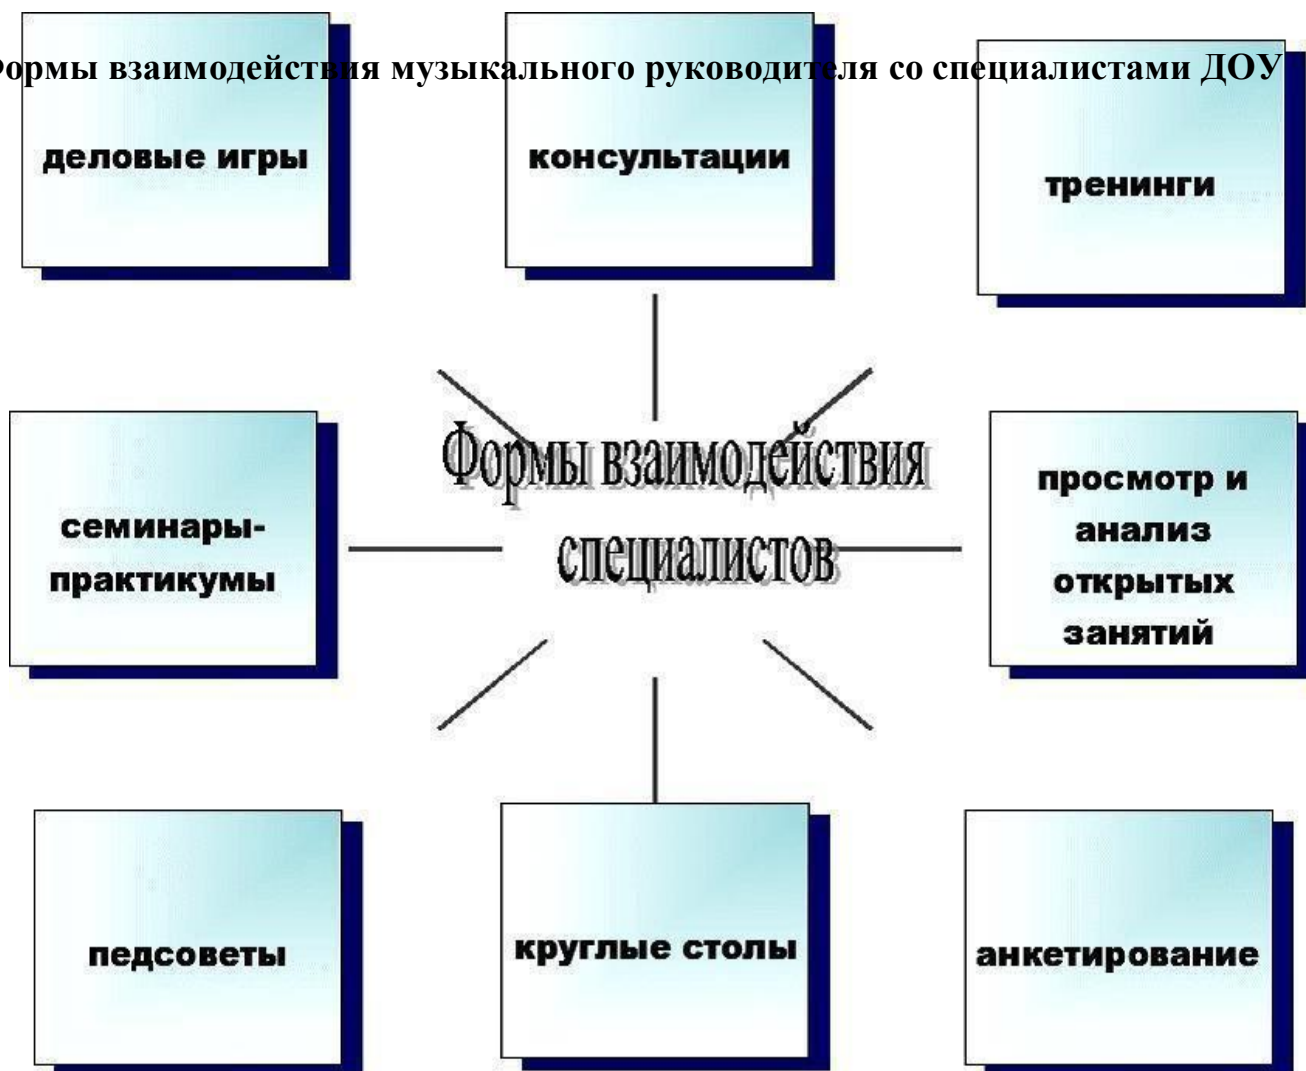 Формы взаимодействия музыкального руководителя со специалистами ДОУ
деловые игры
консультации
тренинги
Формы взаимодействия
специалистов
семинары-
практикумы
просмотр и
анализ
открытых
занятий
педсоветы
круглые столы
анкетирование